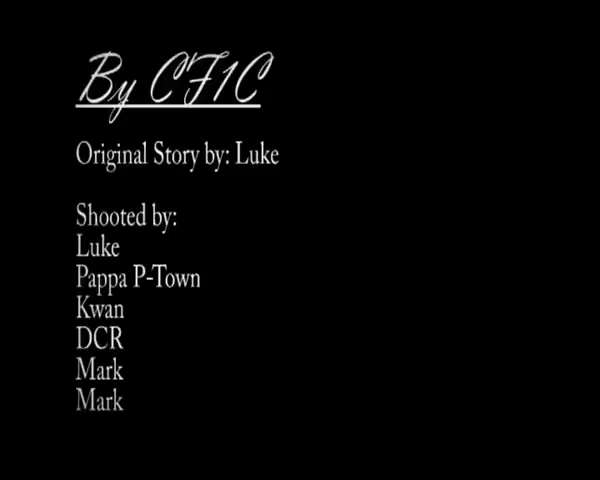 By CF1C
Original Story by: Luke
Shooted by:
Luke
Pappa P-Town
Kwan
DCR
Mark
Mark